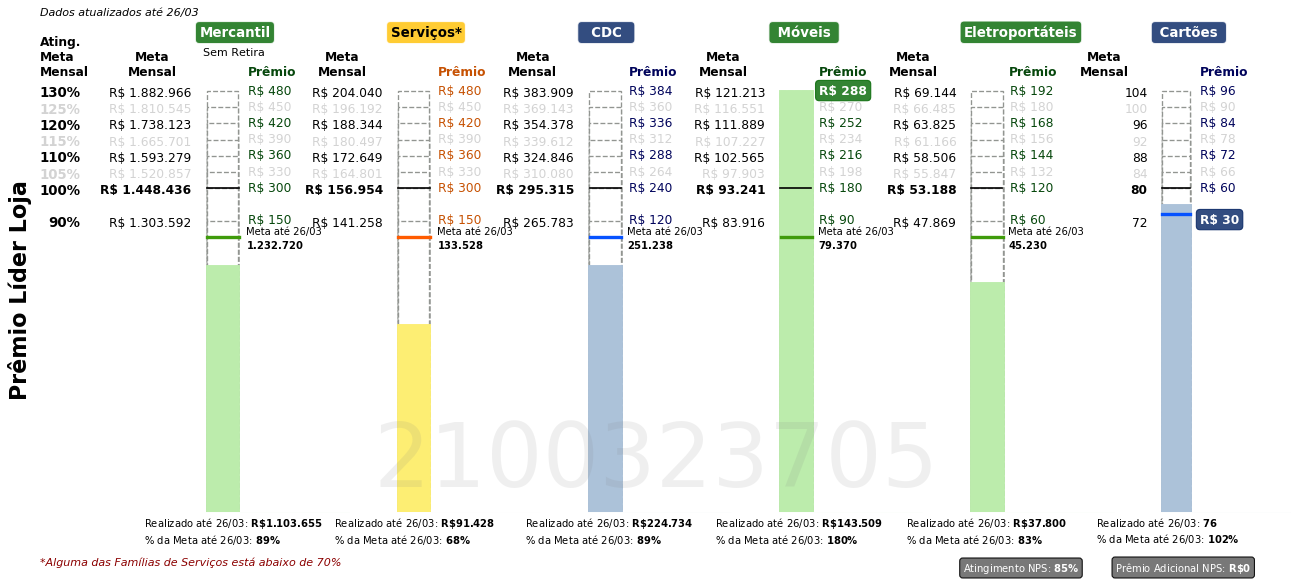 Dados atualizados até 26/03
Mercantil Serviços* CDC Móveis Eletroportáteis Cartões
Sem Retira
Ating. Meta Mensal Meta Mensal Prêmio Meta Mensal Prêmio Meta Mensal Prêmio Meta Mensal Prêmio Meta Mensal Prêmio Meta Mensal Prêmio
130% R$ 1.882.966 R$ 480 R$ 204.040 R$ 480 R$ 383.909 R$ 384 R$ 121.213 R$ 288 R$ 69.144 R$ 192 104 R$ 96
125% R$ 1.810.545 R$ 450 R$ 196.192 R$ 450 R$ 369.143 R$ 360 R$ 116.551 R$ 270 R$ 66.485 R$ 180 100 R$ 90
120% R$ 1.738.123 R$ 420 R$ 188.344 R$ 420 R$ 354.378 R$ 336 R$ 111.889 R$ 252 R$ 63.825 R$ 168 96 R$ 84
115% R$ 1.665.701 R$ 390 R$ 180.497 R$ 390 R$ 339.612 R$ 312 R$ 107.227 R$ 234 R$ 61.166 R$ 156 92 R$ 78
110% R$ 1.593.279 R$ 360 R$ 172.649 R$ 360 R$ 324.846 R$ 288 R$ 102.565 R$ 216 R$ 58.506 R$ 144 88 R$ 72
105% R$ 1.520.857 R$ 330 R$ 164.801 R$ 330 R$ 310.080 R$ 264 R$ 97.903 R$ 198 R$ 55.847 R$ 132 84 R$ 66
100% R$ 1.448.436 R$ 300 R$ 156.954 R$ 300 R$ 295.315 R$ 240 R$ 93.241 R$ 180 R$ 53.188 R$ 120 80 R$ 60
90% R$ 1.303.592 R$ 150 R$ 141.258 R$ 150 R$ 265.783 R$ 120 R$ 83.916 R$ 90 R$ 47.869 R$ 60 72 R$ 30
Meta até 26/03 Meta até 26/03 Meta até 26/03 Meta até 26/03 Meta até 26/03
1.232.720 133.528 251.238 79.370 45.230
Prêmio Líder Loja
2100323705
Realizado até 26/03: R$1.103.655 Realizado até 26/03: R$91.428 Realizado até 26/03: R$224.734 Realizado até 26/03: R$143.509 Realizado até 26/03: R$37.800 Realizado até 26/03: 76
% da Meta até 26/03: 89% % da Meta até 26/03: 68% % da Meta até 26/03: 89% % da Meta até 26/03: 180% % da Meta até 26/03: 83% % da Meta até 26/03: 102%
*Alguma das Famílias de Serviços está abaixo de 70%
Atingimento NPS: 85% Prêmio Adicional NPS: R$0